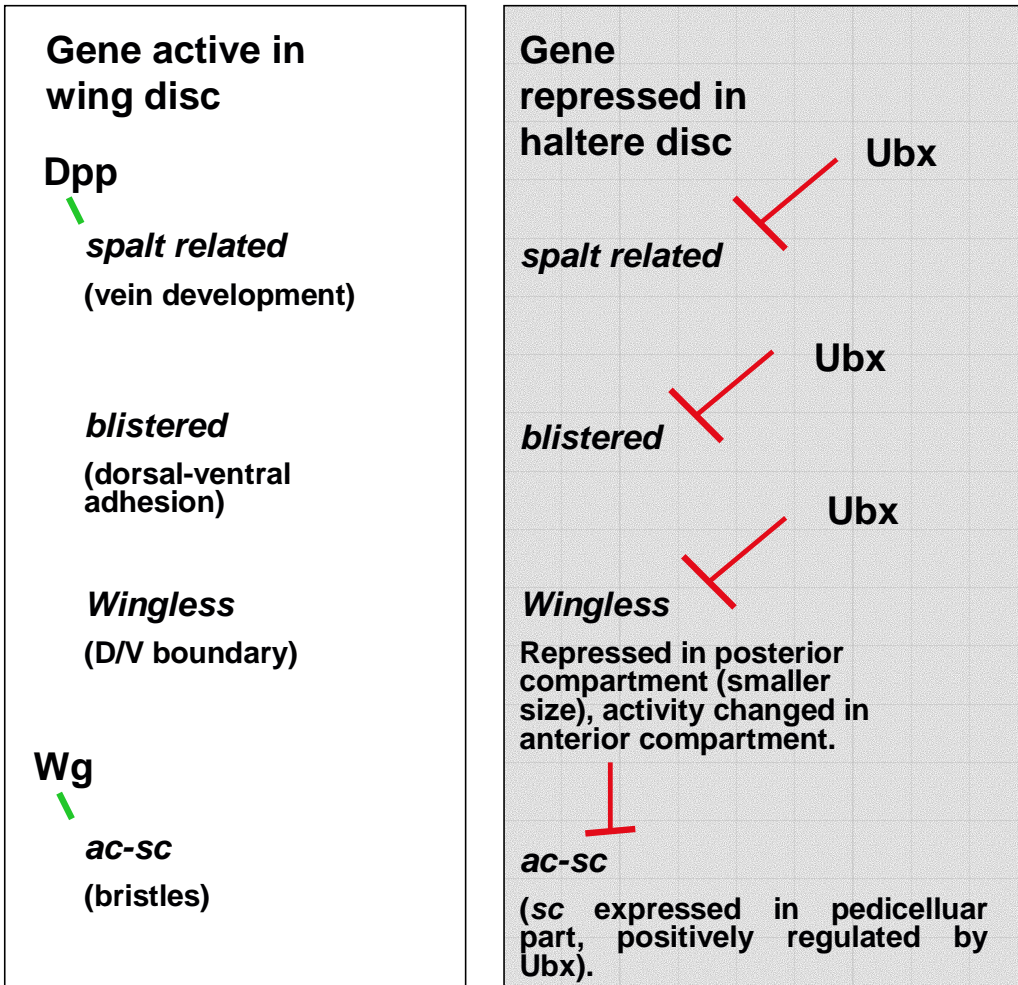 Gene active in
wing disc
Dpp
spalt related
(vein development)
blistered
(dorsal-ventral
adhesion)
Wingless
(D/V boundary)
Wg
ac-sc
(bristles)
Gene
repressed in
haltere disc
Ubx
spalt related
Ubx
blistered
Ubx
Wingless
Repressed in posterior
compartment (smaller
size), activity changed in
anterior compartment.
ac-sc
(sc expressed in pedicelluar
part, positively regulated by
Ubx).